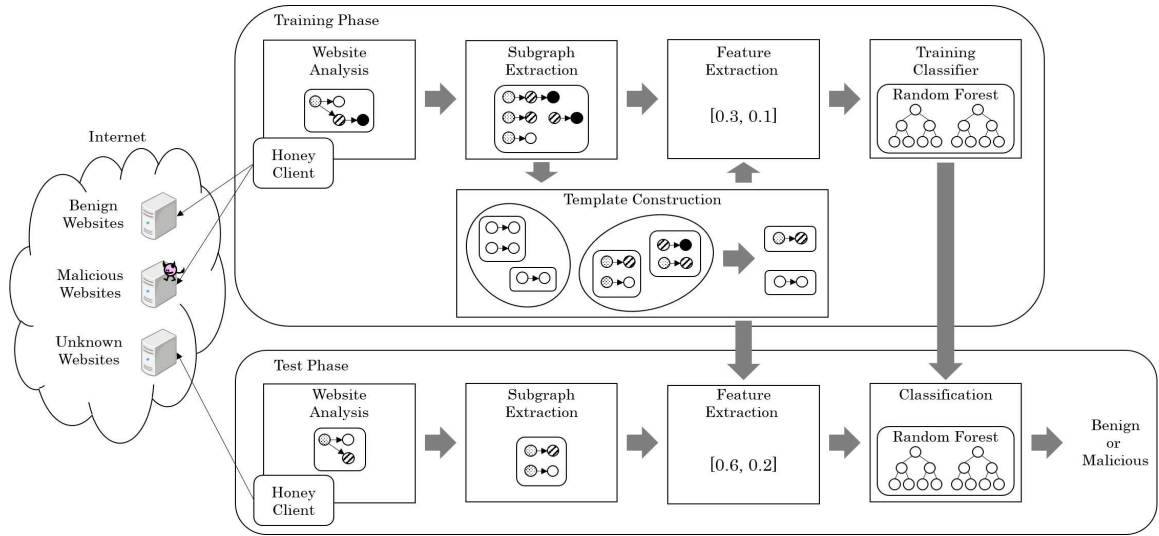 Training Phase
Website
Analysis
Subgraph
Extraction
Feature
Extraction
[0.3, 0.1]
Training
Classifier
Random Forest
Honey
Client
Template Construction
Internet
Benign
Websites
Malicious
Websites
Unknown
Websites
Test Phase
Website
Analysis
Honey
Client
Subgraph
Extraction
Feature
Extraction
[0.6, 0.2]
Classification
Random Forest
Benign
or
Malicious